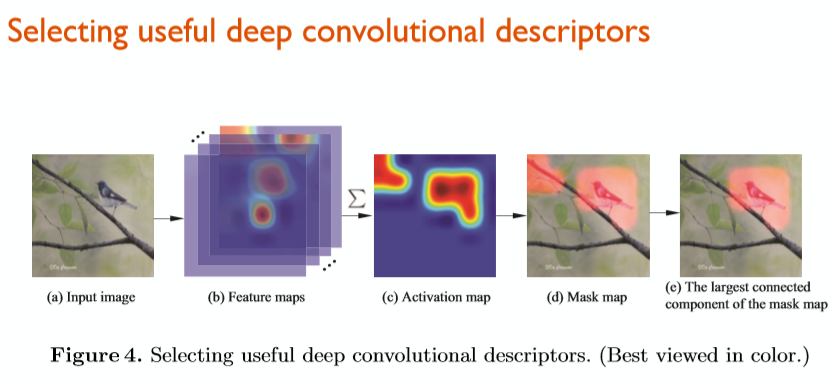 Selecting useful deep convolutional descriptors
Σ
(a) Input image
(b) Feature maps
(c) Activation map
(d) Mask map
(e) The largest connected
component of the mask map
Figure 4. Selecting useful deep convolutional descriptors. (Best viewed in color.)